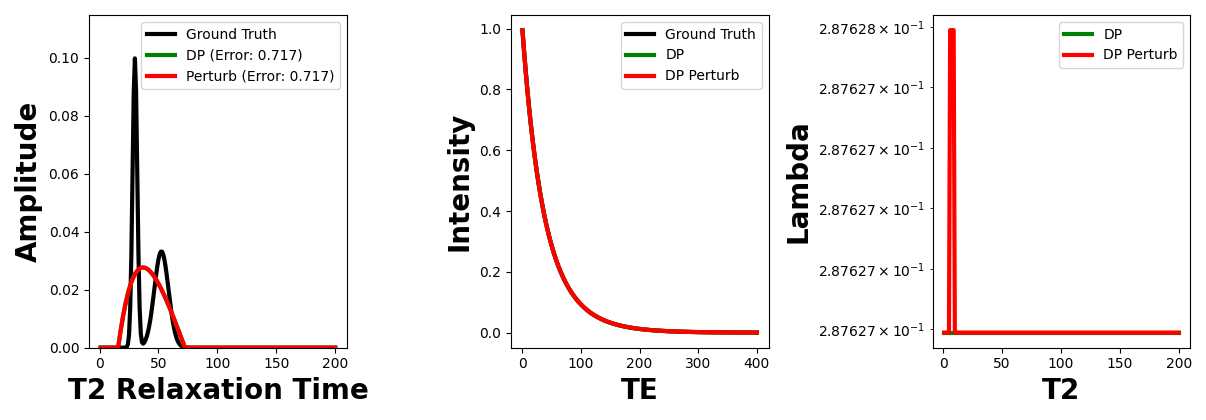 Amplitude
0.10
0.08
0.06
0.04
0.02
0.00
Ground Truth
DP (Error: 0.717)
Perturb (Error: 0.717)
0 50 100 150 200
T2 Relaxation Time
Intensity
1.0
0.8
0.6
0.4
0.2
0.0
Ground Truth
DP
DP Perturb
0 100 200 300 400
TE
Lambda
2.87628 × 10⁻¹
2.87627 × 10⁻¹
2.87627 × 10⁻¹
2.87627 × 10⁻¹
2.87627 × 10⁻¹
2.87627 × 10⁻¹
DP
DP Perturb
0 50 100 150 200
T2